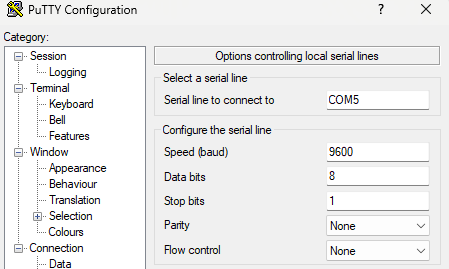 PuTTY Configuration
Category:
Session
Logging
Terminal
Keyboard
Bell
Features
Window
Appearance
Behaviour
Translation
Selection
Colours
Connection
Data
Options controlling local serial lines
Select a serial line
Serial line to connect to COM5
Configure the serial line
Speed (baud) 9600
Data bits 8
Stop bits 1
Parity None
Flow control None